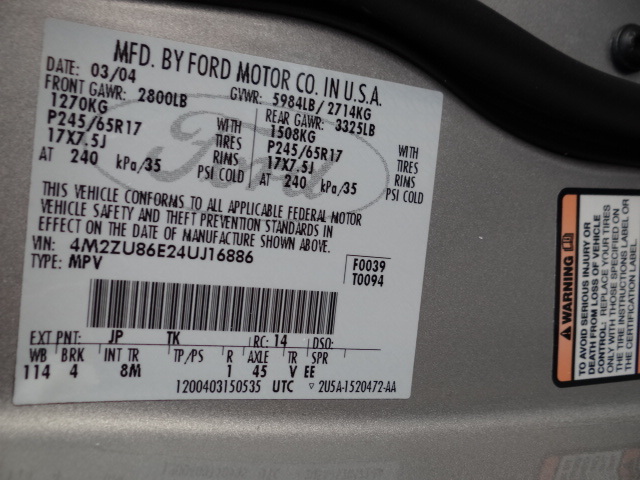 MFD. BY FORD MOTOR CO. IN U.S.A.
DATE: 03/04 GVWR: 5984LB/2714KG
FRONT GAWR: 2800LB REAR GAWR: 3325LB
1270KG WITH 1508KG WITH
P245/65R17 TIRES P245/65R17 TIRES
17X7.5J RIMS 17X7.5J RIMS
AT 240 kPa/35 PSI COLD AT 240 kPa/35 PSI COLD
Ford
THIS VEHICLE CONFORMS TO ALL APPLICABLE FEDERAL MOTOR
VEHICLE SAFETY AND THEFT PREVENTION STANDARDS IN
EFFECT ON THE DATE OF MANUFACTURE SHOWN ABOVE.
VIN: 4M2ZU86E24UJ16886
TYPE: MPV
F0039
T0094
EXT PNT: JP TK RC: 14 DSO:
WB BRK INT TR TP/PS R AXLE TR SPR
114 4 8M 1 45 V EE
1200403150535 UTC ▽ 2U5A-1520472-AA
WARNING
TO AVOID SERIOUS INJURY OR
DEATH FROM LOSS OF VEHICLE
CONTROL: REPLACE YOUR TIRES
ONLY WITH THOSE SPECIFIED ON
THE TIRE INSTRUCTIONS LABEL OR
THE CERTIFICATION LABEL.